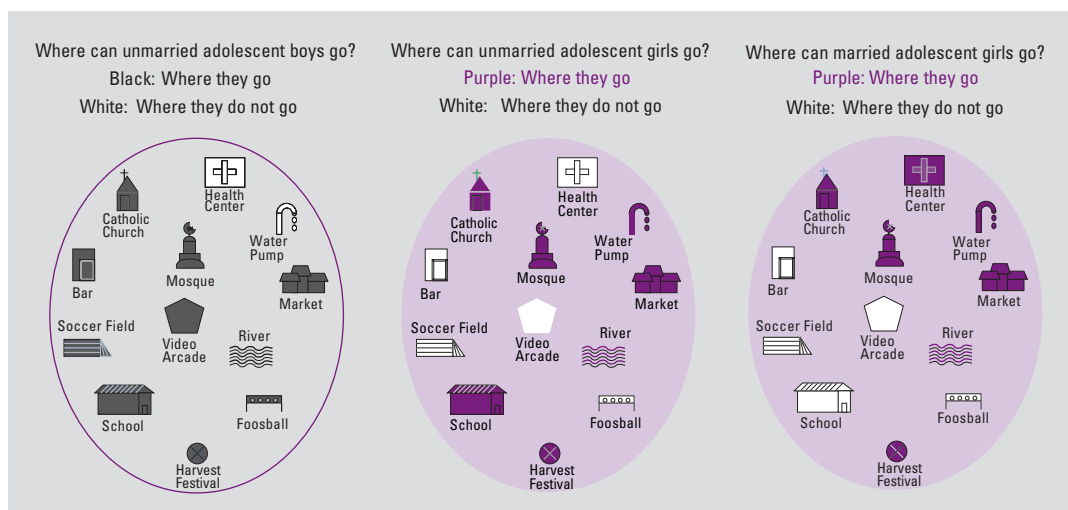 Where can unmarried adolescent boys go?
Black: Where they go
White: Where they do not go
Catholic
Church
Health
Center
Water
Pump
Mosque
Bar
Market
Soccer Field
Video
Arcade
River
School
Foosball
Harvest
Festival
Where can unmarried adolescent girls go?
Purple: Where they go
White: Where they do not go
Catholic
Church
Health
Center
Water
Pump
Mosque
Bar
Market
Soccer Field
Video
Arcade
River
School
Foosball
Harvest
Festival
Where can married adolescent girls go?
Purple: Where they go
White: Where they do not go
Catholic
Church
Health
Center
Water
Pump
Mosque
Bar
Market
Soccer Field
Video
Arcade
River
School
Foosball
Harvest
Festival